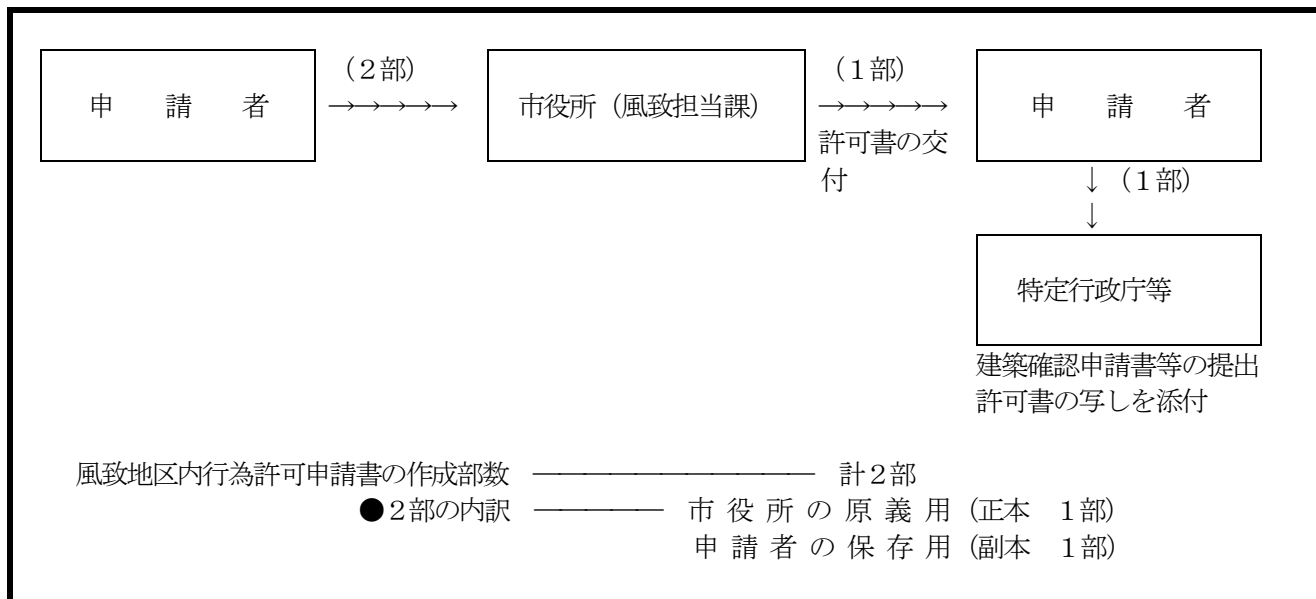 （２部）
（１部）
申　請　者
→→→→→
市役所（風致担当課）
→→→→→
申　請　者
許可書の交
付
↓（１部）
↓
特定行政庁等
建築確認申請書等の提出
許可書の写しを添付
風致地区内行為許可申請書の作成部数 ――――――――――― 計２部
●２部の内訳 ――――― 市役所の原義用（正本　１部）
申請者の保存用（副本　１部）